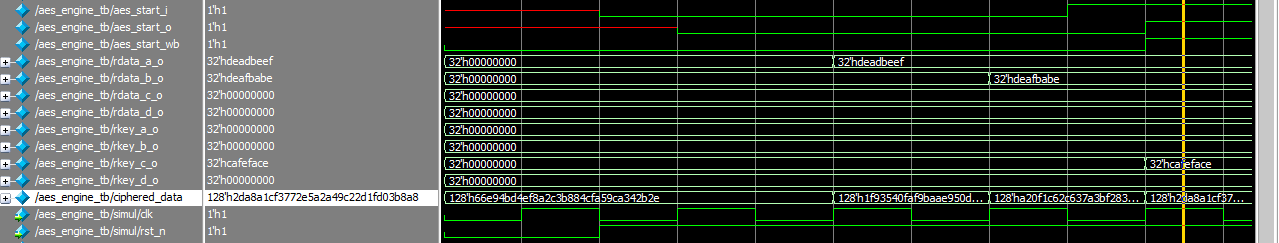 /aes_engine_tb/aes_start_i 1'h1
/aes_engine_tb/aes_start_o 1'h1
/aes_engine_tb/aes_start_wb 1'h1
/aes_engine_tb/rdata_a_o 32'hdeadbeef 32'h00000000 32'hdeadbeef
/aes_engine_tb/rdata_b_o 32'hdeafbabe 32'h00000000 32'hdeafbabe
/aes_engine_tb/rdata_c_o 32'h00000000 32'h00000000
/aes_engine_tb/rdata_d_o 32'h00000000 32'h00000000
/aes_engine_tb/rkey_a_o 32'h00000000 32'h00000000
/aes_engine_tb/rkey_b_o 32'h00000000 32'h00000000
/aes_engine_tb/rkey_c_o 32'hcafeface 32'h00000000 32'hcafeface
/aes_engine_tb/rkey_d_o 32'h00000000 32'h00000000
/aes_engine_tb/ciphered_data 128'h2da8a1cf3772e5a2a49c22d1fd03b8a8 128'h66e94bd4ef8a2c3b884cfa59ca342b2e 128'h1f93540faf9baae950d... 128'ha20f1c62c637a3bf283... 128'h2da8a1cf37...
/aes_engine_tb/simul/clk 1'h1
/aes_engine_tb/simul/rst_n 1'h1